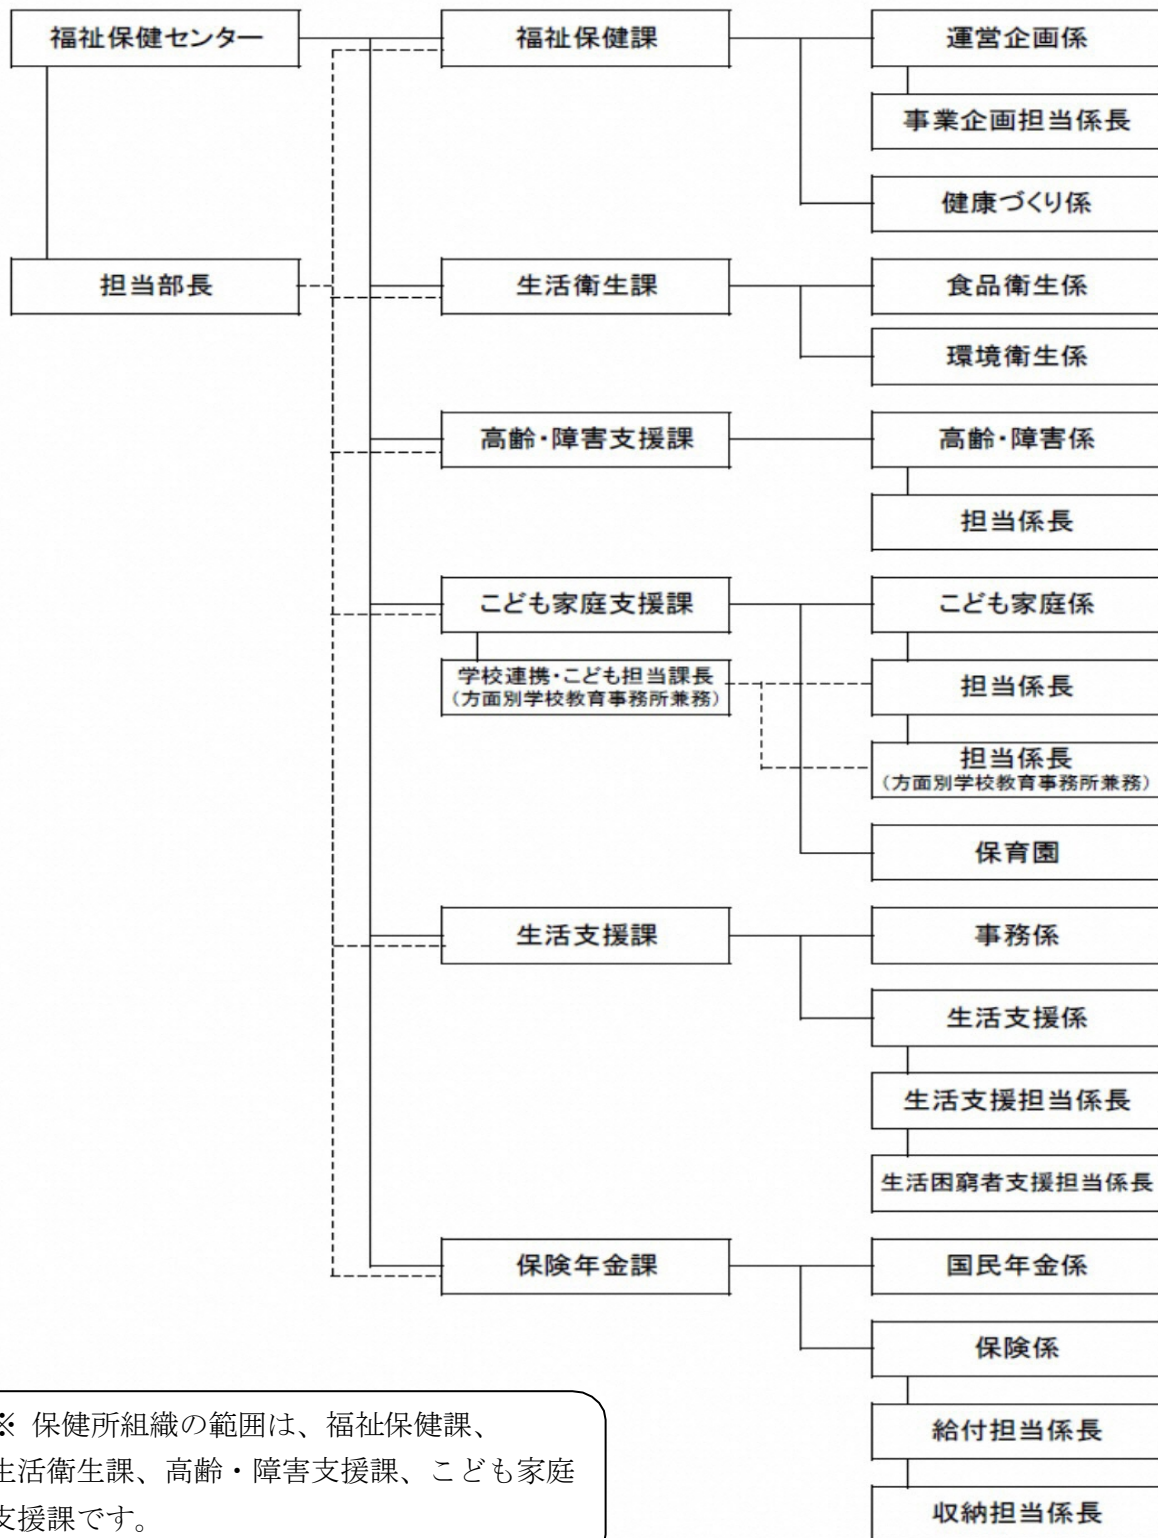 福祉保健センター
福祉保健課
運営企画係
事業企画担当係長
健康づくり係
担当部長
生活衛生課
食品衛生係
環境衛生係
高齢・障害支援課
高齢・障害係
担当係長
こども家庭支援課
こども家庭係
学校連携・こども担当課長
(方面別学校教育事務所兼務)
担当係長
担当係長
(方面別学校教育事務所兼務)
保育園
生活支援課
事務係
生活支援係
生活支援担当係長
生活困窮者支援担当係長
保険年金課
国民年金係
保険係
給付担当係長
収納担当係長
※ 保健所組織の範囲は、福祉保健課、
生活衛生課、高齢・障害支援課、こども家庭
支援課です。